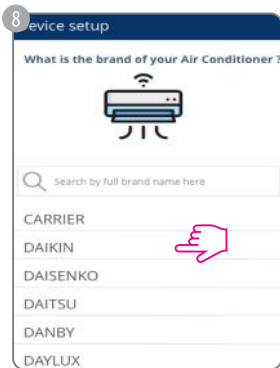 8
evice setup
What is the brand of your Air Conditioner ?
Search by full brand name here
CARRIER
DAIKIN
DAISENKO
DAITSU
DANBY
DAYLUX